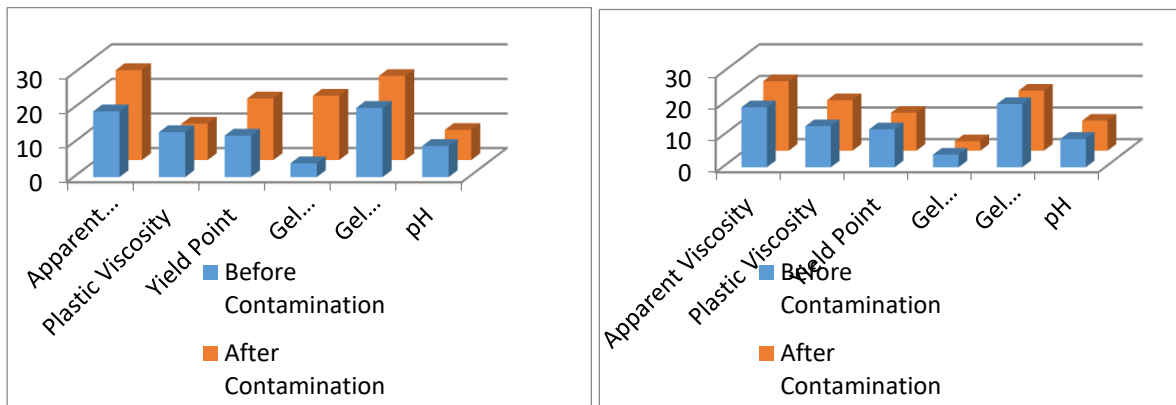 30
20
10
0
Apparent...
Plastic Viscosity
Yield Point
Gel...
Gel...
pH
Before
Contamination
After
Contamination
30
20
10
0
Apparent Viscosity
Plastic Viscosity
Yield Point
Gel...
Gel...
pH
Before
Contamination
After
Contamination